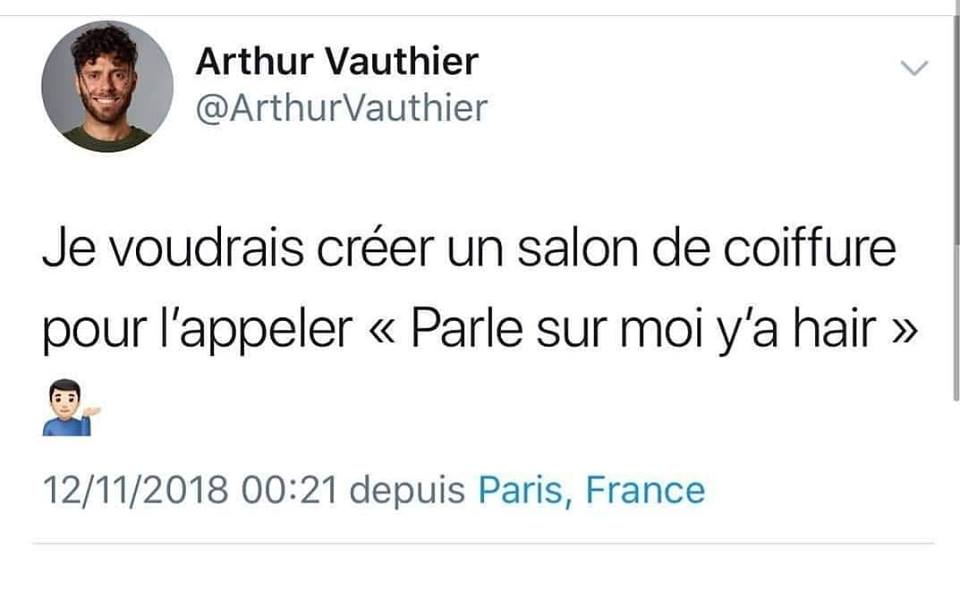 Arthur Vauthier
@ArthurVauthier
Je voudrais créer un salon de coiffure
pour l'appeler « Parle sur moi y'a hair »
💁🏻‍♂️
12/11/2018 00:21 depuis Paris, France